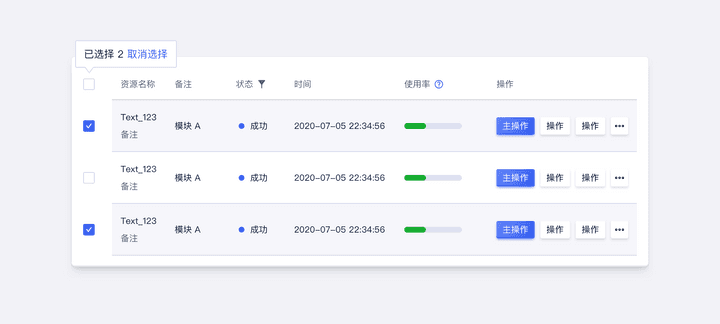 已选择 2 取消选择
资源名称 备注 状态 时间 使用率 操作
Text_123
备注
模块 A 成功 2020-07-05 22:34:56 主操作 操作 操作
Text_123
备注
模块 A 成功 2020-07-05 22:34:56 主操作 操作 操作
Text_123
备注
模块 A 成功 2020-07-05 22:34:56 主操作 操作 操作